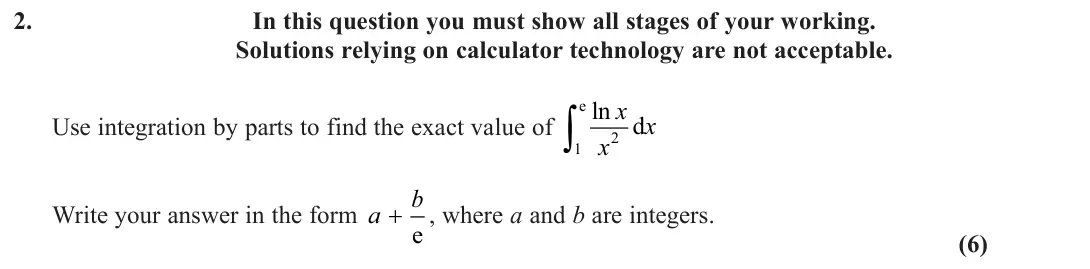 2. In this question you must show all stages of your working.
Solutions relying on calculator technology are not acceptable.
Use integration by parts to find the exact value of ∫₁ᵉ (ln x)/x² dx
Write your answer in the form a + b/e, where a and b are integers.
(6)